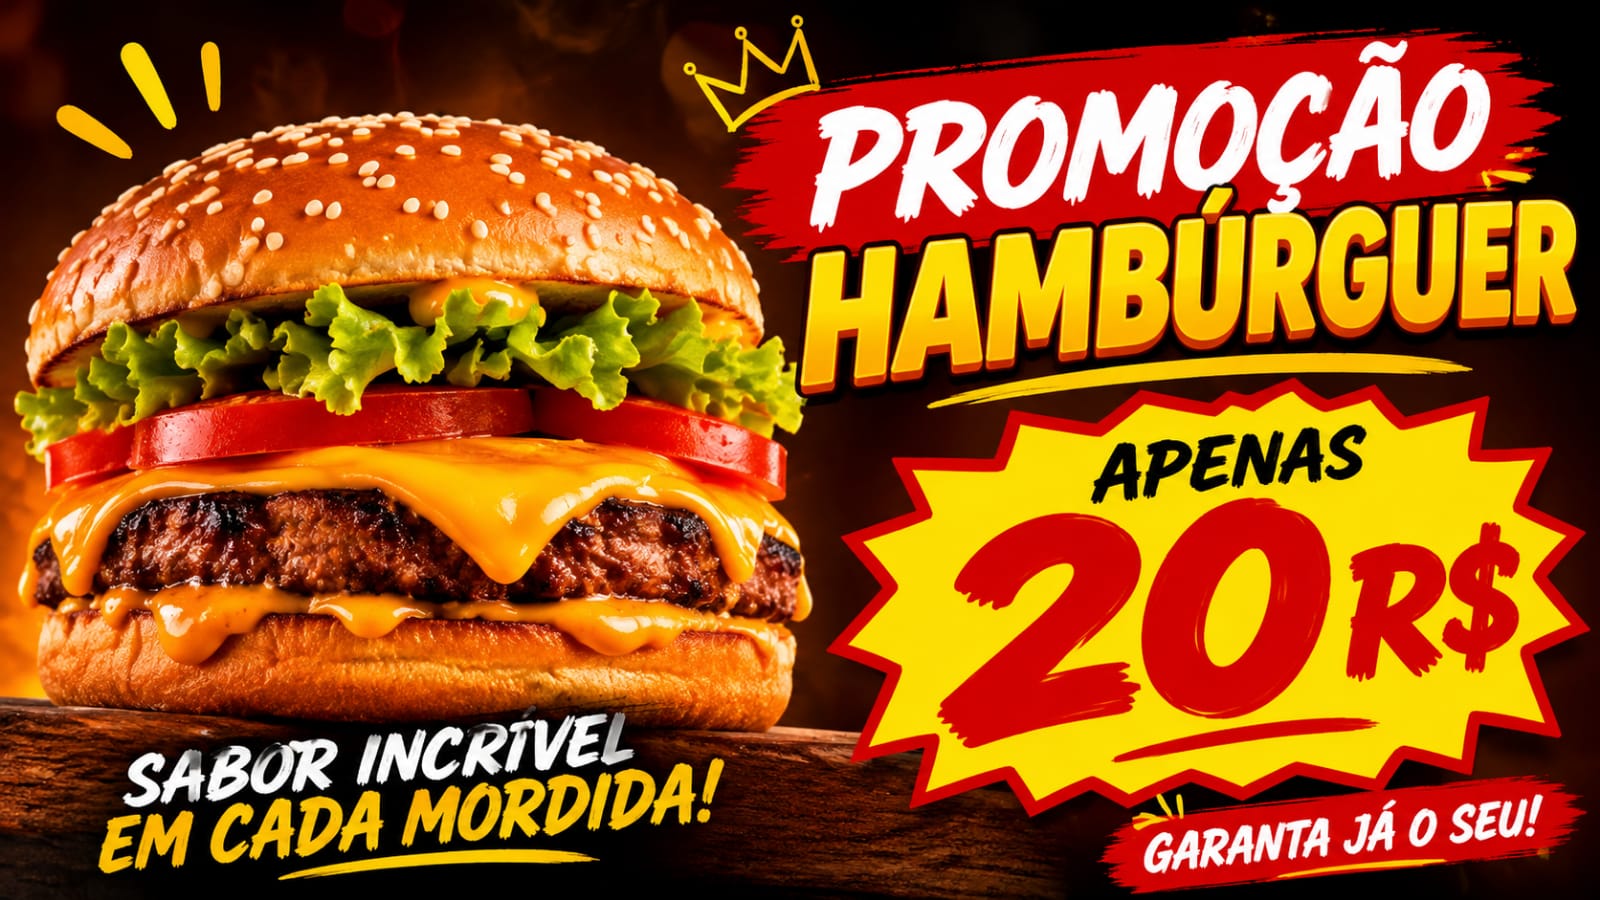 PROMOÇÃO
HAMBÚRGUER
APENAS
20 R$
SABOR INCRÍVEL
EM CADA MORDIDA!
GARANTA JÁ O SEU!